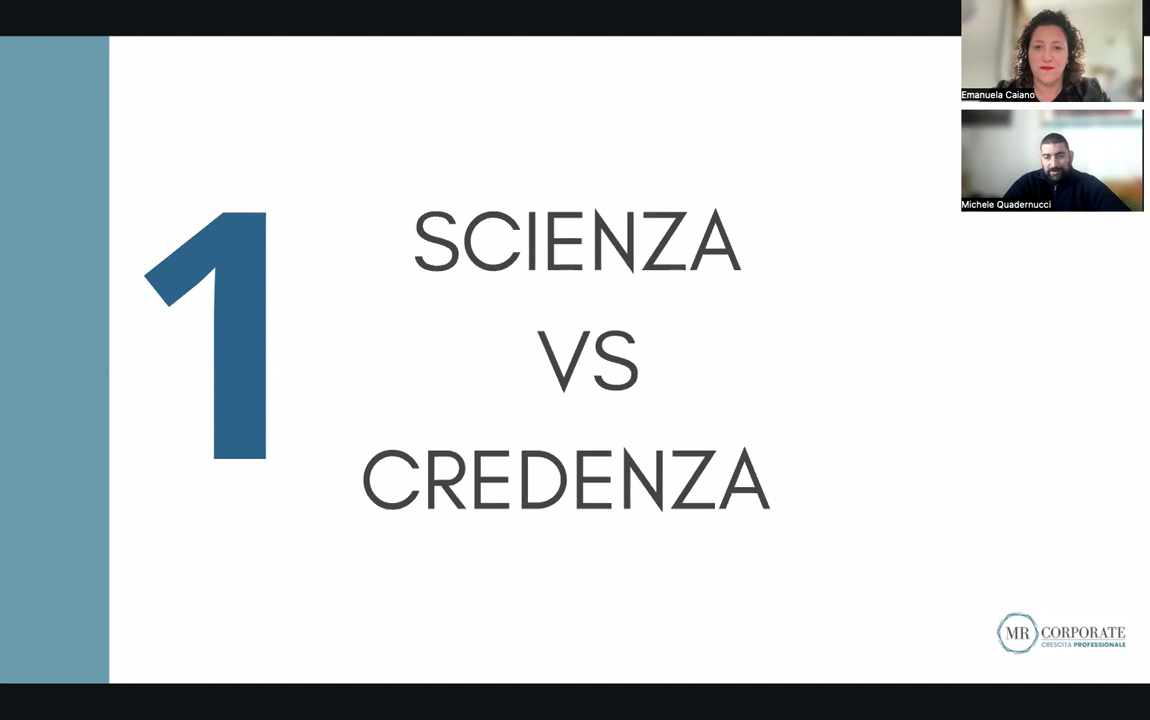 Emanuela Caiano
Michele Quadernucci
1
SCIENZA
VS
CREDENZA
MR CORPORATE
CRESCITA PROFESSIONALE